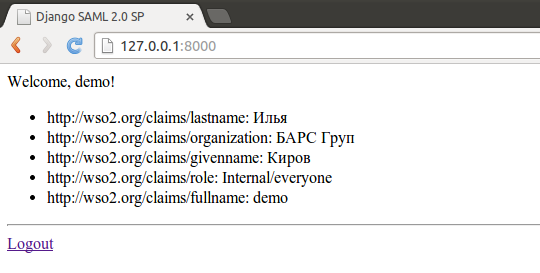 Django SAML 2.0 SP
127.0.0.1:8000
Welcome, demo!
http://wso2.org/claims/lastname: Илья
http://wso2.org/claims/organization: БАРС Груп
http://wso2.org/claims/givenname: Киров
http://wso2.org/claims/role: Internal/everyone
http://wso2.org/claims/fullname: demo
Logout